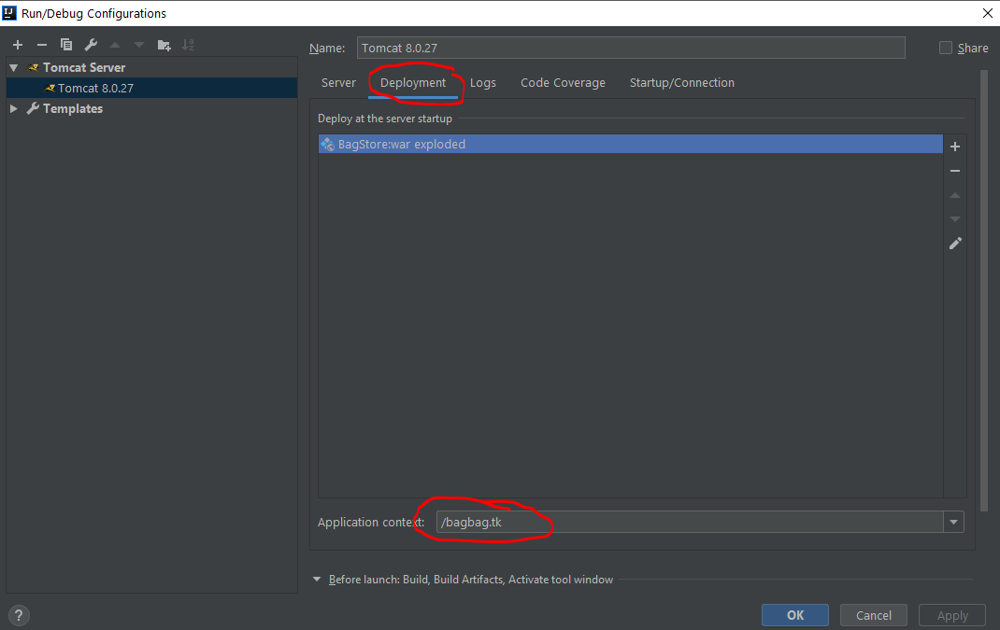 IJ Run/Debug Configurations
Name: Tomcat 8.0.27 Share
Tomcat Server
Tomcat 8.0.27
Templates
Server Deployment Logs Code Coverage Startup/Connection
Deploy at the server startup
BagStore:war exploded
Application context: /bagbag.tk
Before launch: Build, Build Artifacts, Activate tool window
? OK Cancel Apply